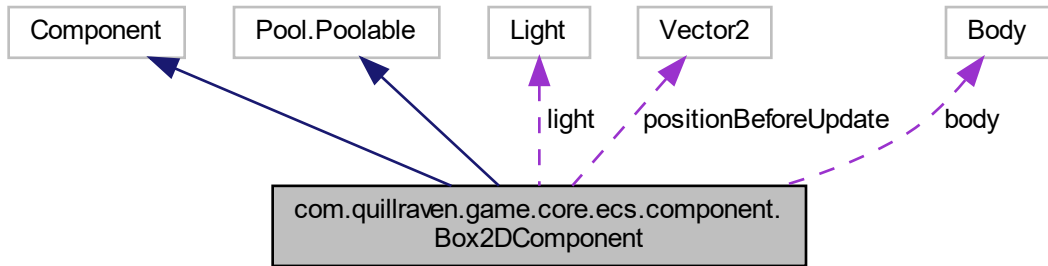 Component
Pool.Poolable
Light
Vector2
Body
light
positionBeforeUpdate
body
com.quillraven.game.core.ecs.component.
Box2DComponent